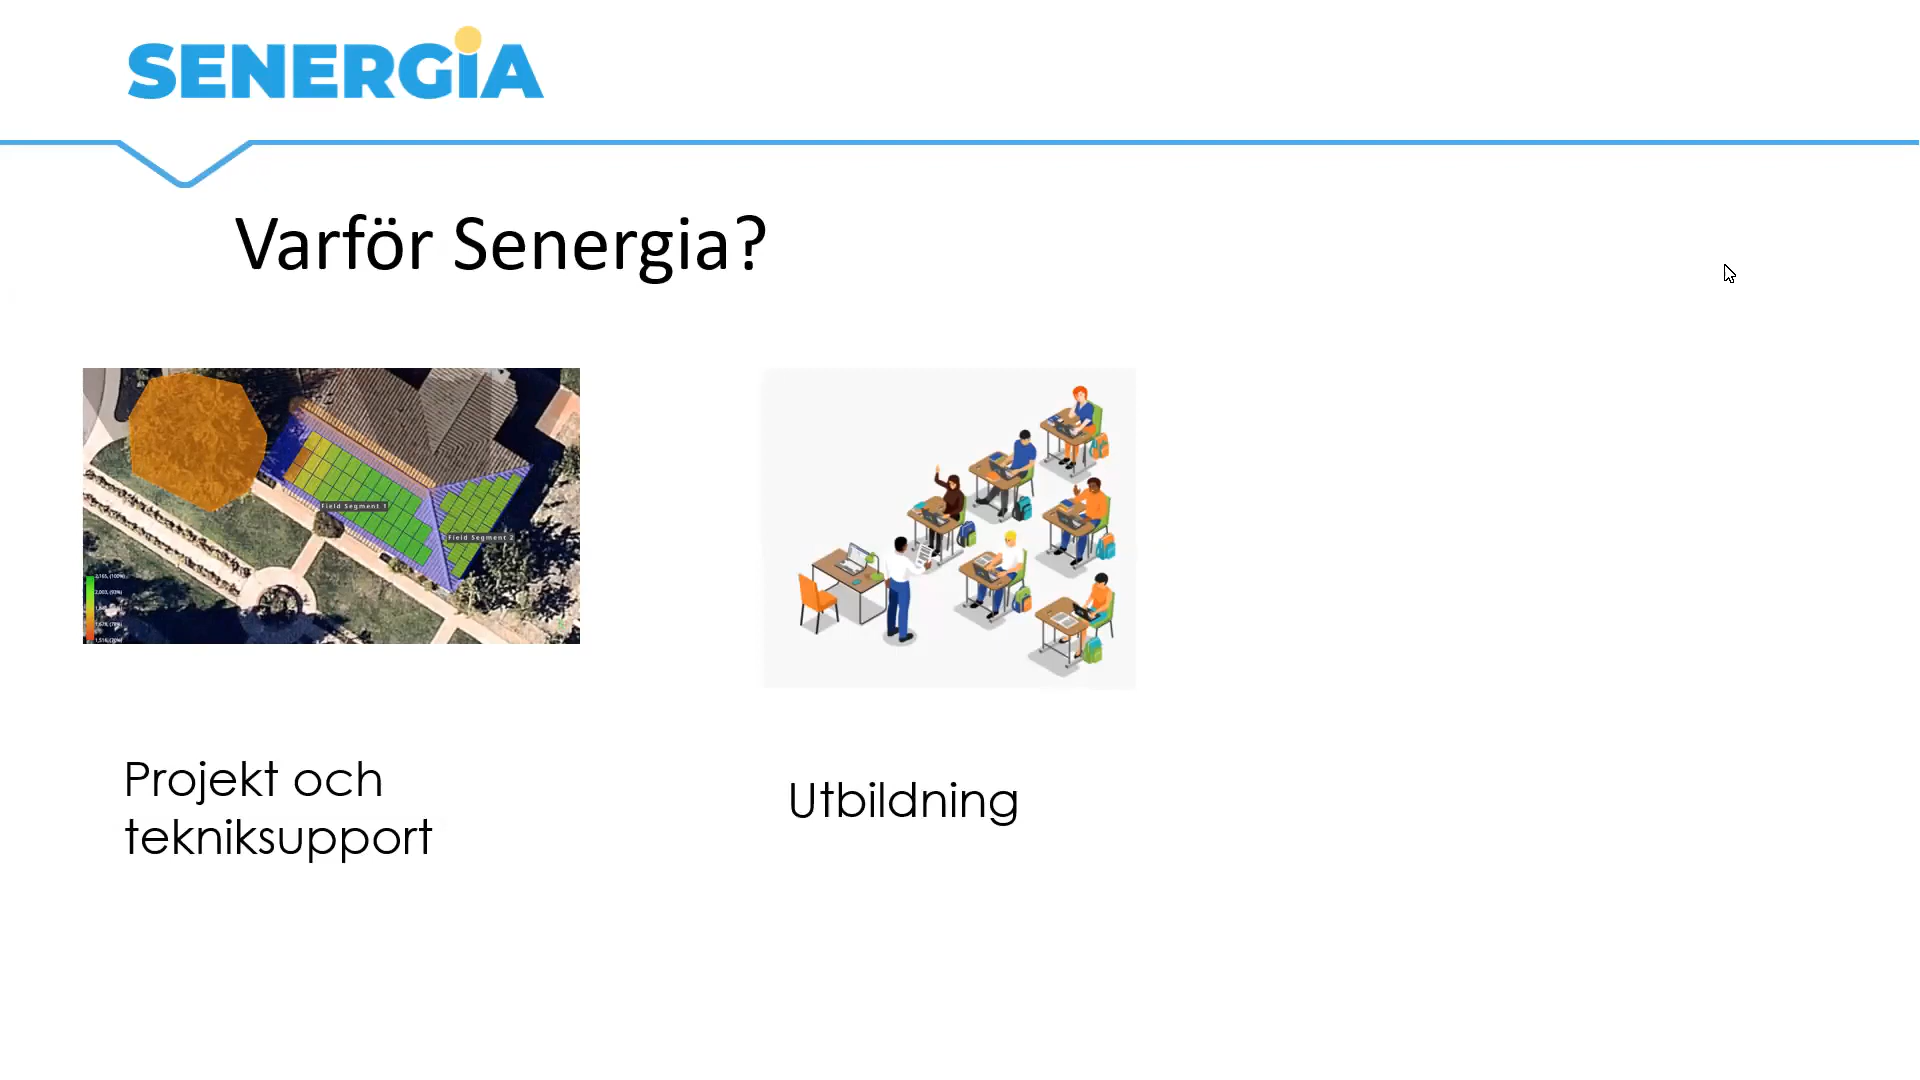 SENERGiA
Varför Senergia?
Field Segment 1
Field Segment 2
Projekt och
tekniksupport
Utbildning